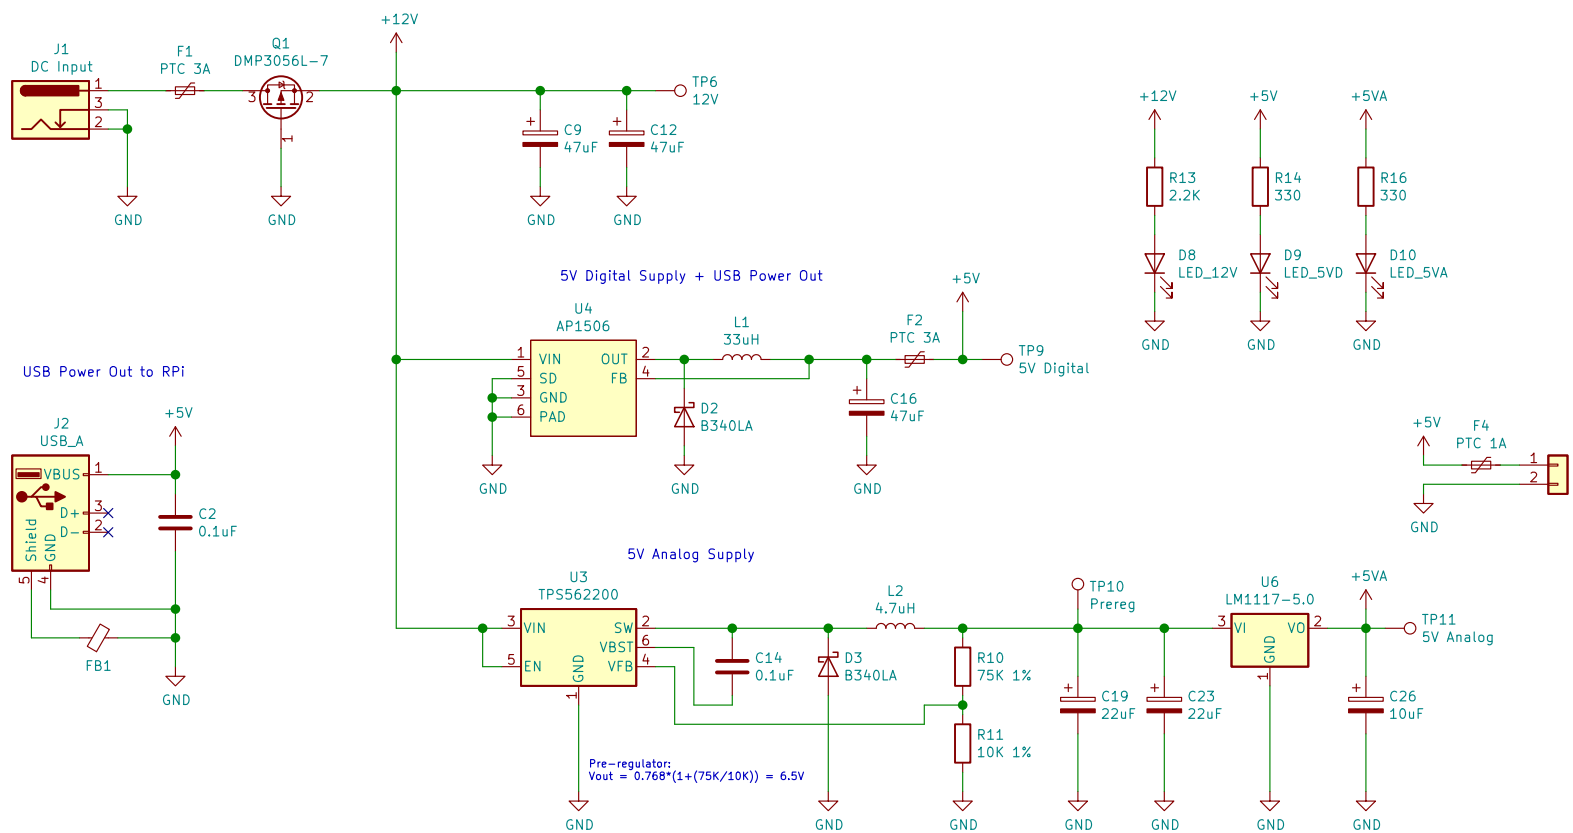 J1
DC Input
1
3
2
GND
F1
PTC 3A
Q1
DMP3056L-7
3
2
1
GND
+12V
+
C9
47uF
GND
+
C12
47uF
GND
TP6
12V
+12V
R13
2.2K
D8
LED_12V
GND
+5V
R14
330
D9
LED_5VD
GND
+5VA
R16
330
D10
LED_5VA
GND
5V Digital Supply + USB Power Out
U4
AP1506
1
5
3
6
VIN
SD
GND
PAD
OUT
FB
2
4
GND
L1
33uH
D2
B340LA
GND
+
C16
47uF
GND
F2
PTC 3A
+5V
TP9
5V Digital
USB Power Out to RPi
J2
USB_A
VBUS
D+
D-
Shield
GND
1
3
2
5
4
+5V
C2
0.1uF
FB1
GND
+5V
F4
PTC 1A
1
2
GND
5V Analog Supply
U3
TPS562200
3
5
VIN
EN
GND
SW
VBST
VFB
2
6
4
1
GND
C14
0.1uF
D3
B340LA
GND
L2
4.7uH
R10
75K 1%
R11
10K 1%
GND
Pre-regulator:
Vout = 0.768*(1+(75K/10K)) = 6.5V
TP10
Prereg
+
C19
22uF
GND
+
C23
22uF
GND
U6
LM1117-5.0
3
VI
VO
GND
2
1
GND
+5VA
TP11
5V Analog
+
C26
10uF
GND